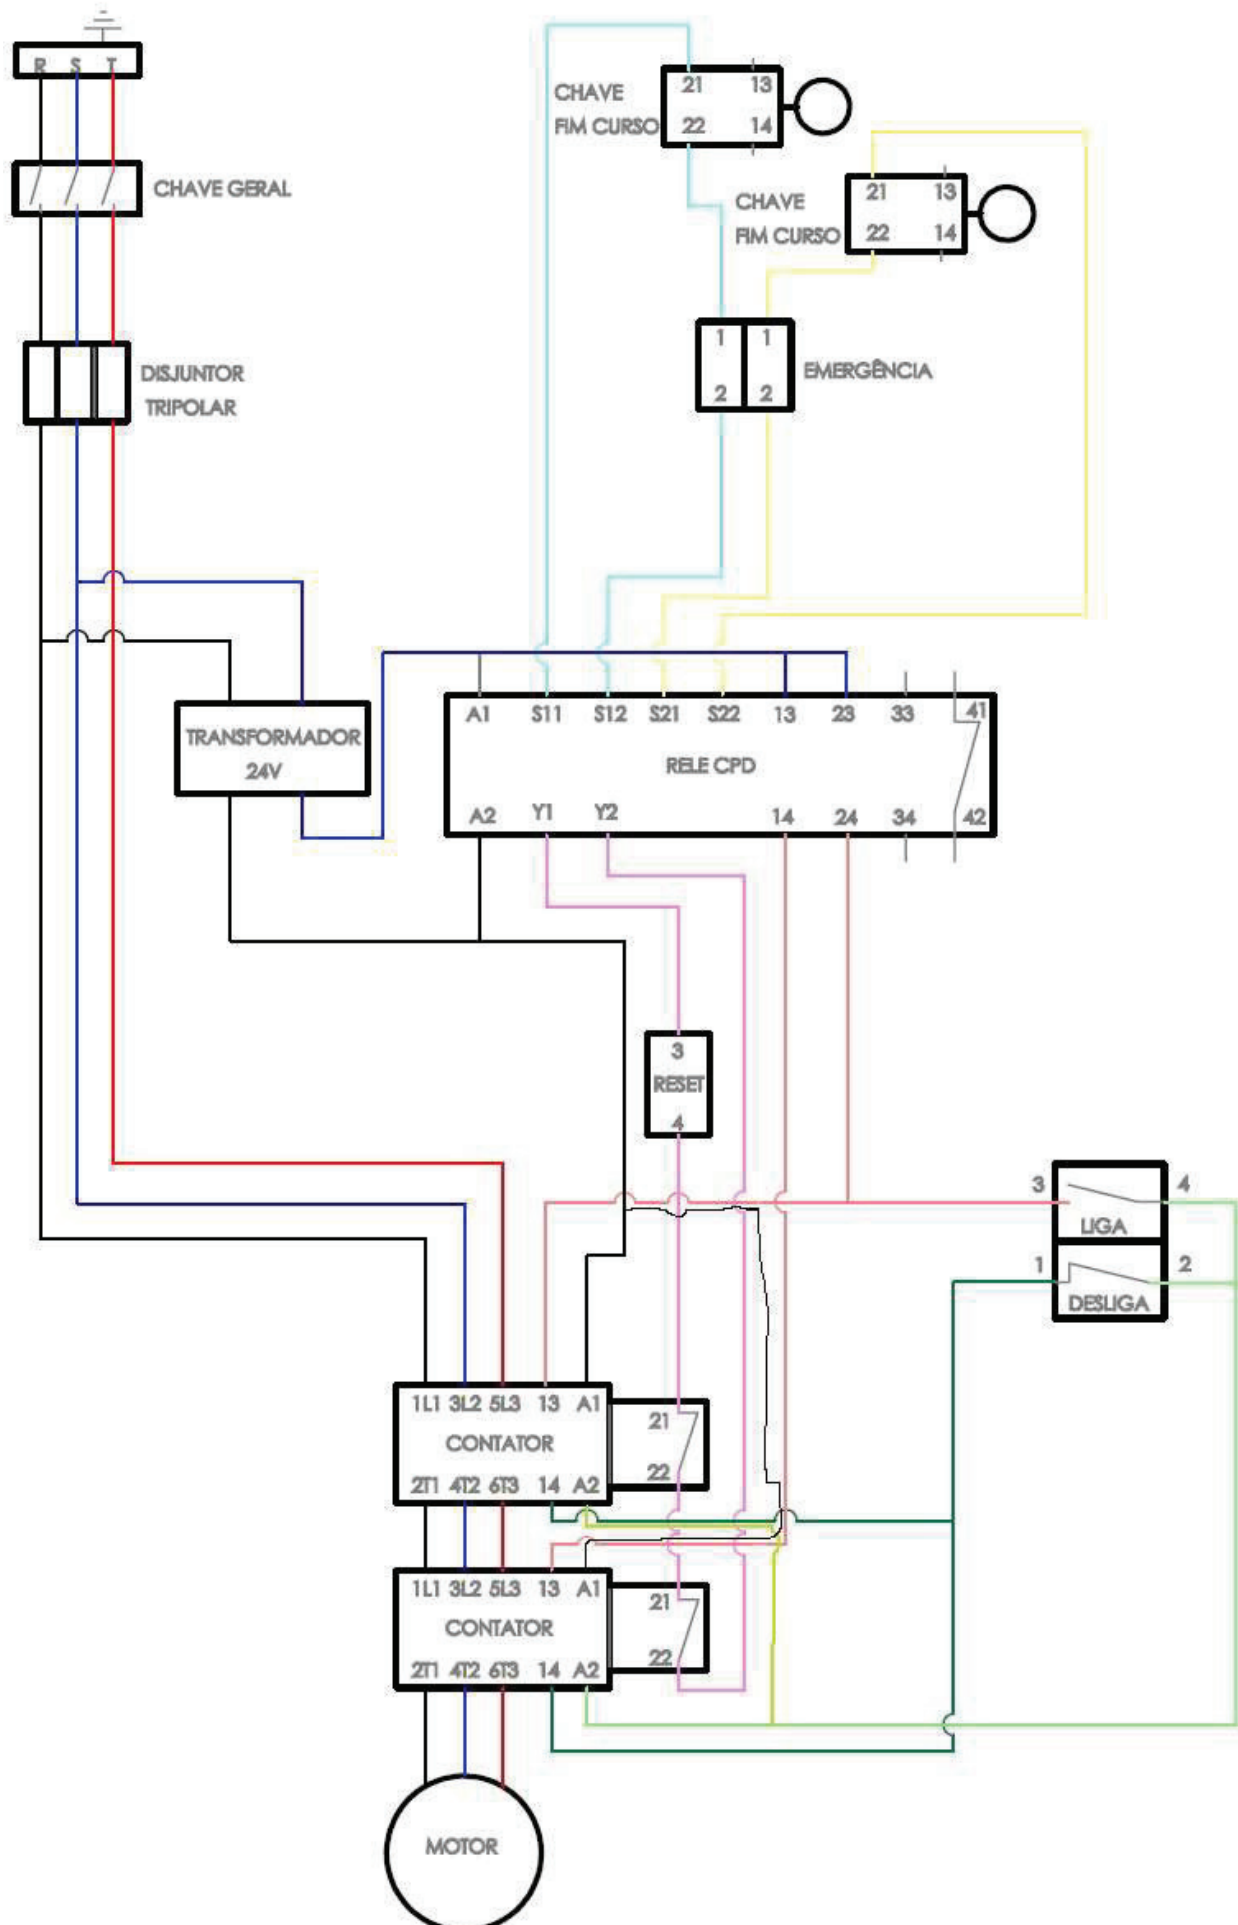 R S T
21 13
CHAVE
FIM CURSO
22 14
CHAVE GERAL
21 13
CHAVE
FIM CURSO
22 14
1 1
EMERGÊNCIA
2 2
DISJUNTOR
TRIPOLAR
TRANSFORMADOR
24V
A1 S11 S12 S21 S22 13 23 33 41
RELE CPD
A2 Y1 Y2 14 24 34 42
3
RESET
4
3 4
LIGA
1 2
DESLIGA
1L1 3L2 5L3 13 A1
CONTATOR
2T1 4T2 6T3 14 A2
21
22
1L1 3L2 5L3 13 A1
CONTATOR
2T1 4T2 6T3 14 A2
21
22
MOTOR